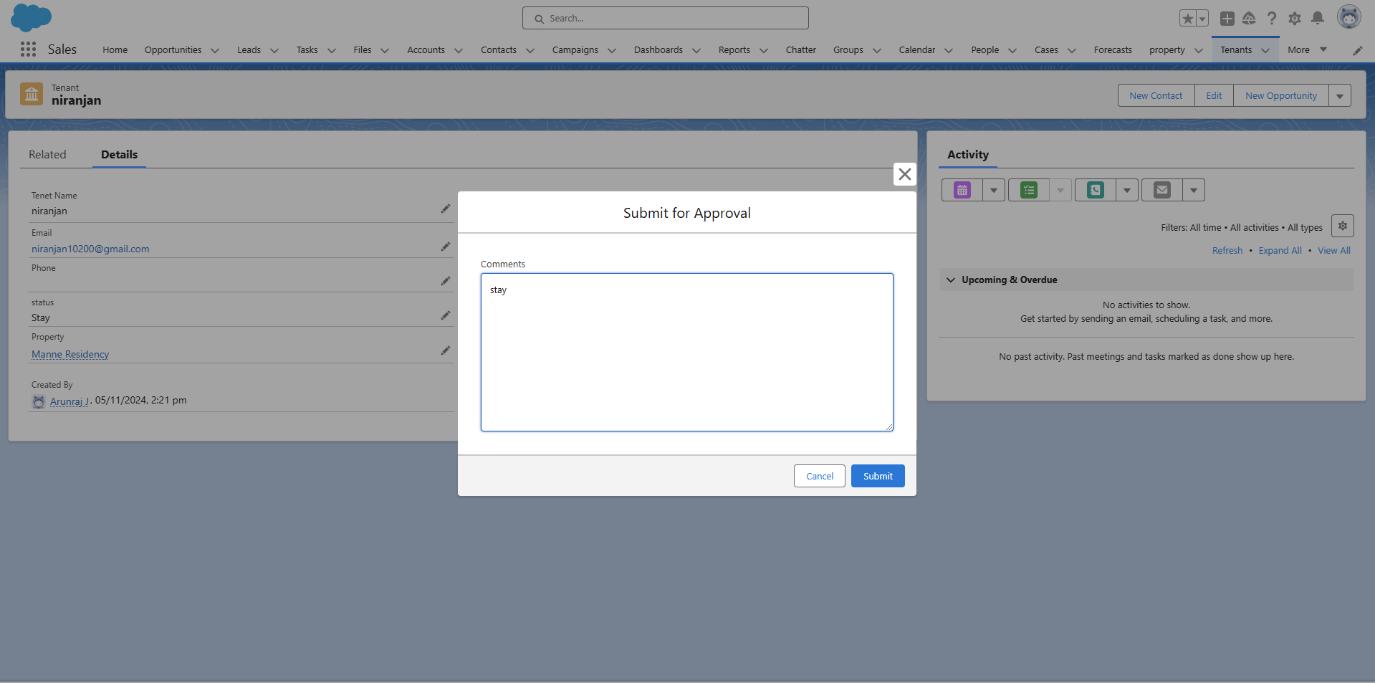 Search...
Sales
Home Opportunities Leads Tasks Files Accounts Contacts Campaigns Dashboards Reports Chatter Groups Calendar People Cases Forecasts property Tenants More
Tenant
niranjan
New Contact Edit New Opportunity
Related Details
Tenet Name
niranjan
Email
niranjan10200@gmail.com
Phone
status
Stay
Property
Manne Residency
Created By
Arunraj J, 05/11/2024, 2:21 pm
Submit for Approval
Comments
stay
Cancel Submit
Activity
Filters: All time • All activities • All types
Refresh • Expand All • View All
Upcoming & Overdue
No activities to show.
Get started by sending an email, scheduling a task, and more.
No past activity. Past meetings and tasks marked as done show up here.